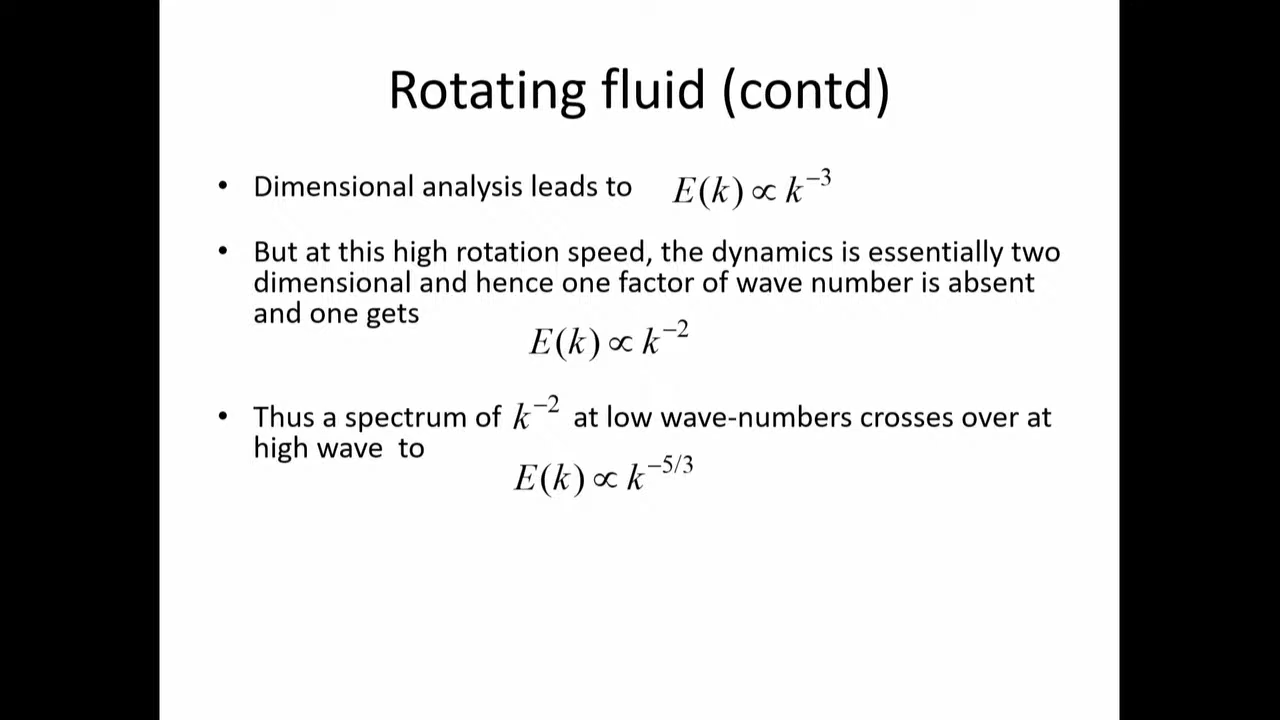 Rotating fluid (contd)
• Dimensional analysis leads to E(k) ∝ k⁻³
• But at this high rotation speed, the dynamics is essentially two
dimensional and hence one factor of wave number is absent
and one gets
E(k) ∝ k⁻²
• Thus a spectrum of k⁻² at low wave-numbers crosses over at
high wave to
E(k) ∝ k⁻⁵/³